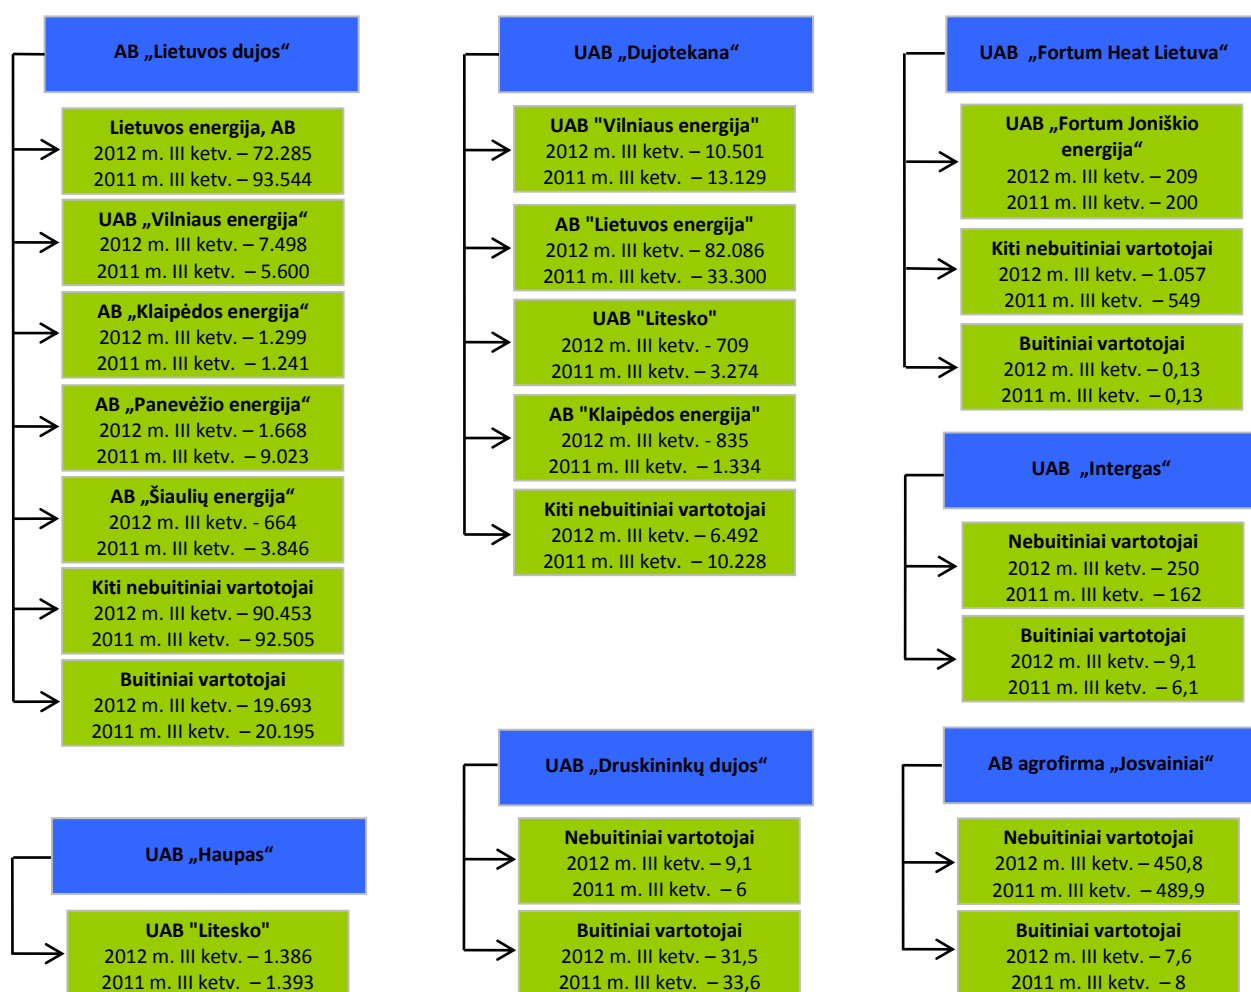 AB „Lietuvos dujos“
Lietuvos energija, AB
2012 m. III ketv. – 72.285
2011 m. III ketv. – 93.544
UAB „Vilniaus energija“
2012 m. III ketv. – 7.498
2011 m. III ketv. – 5.600
AB „Klaipėdos energija“
2012 m. III ketv. – 1.299
2011 m. III ketv. – 1.241
AB „Panevėžio energija“
2012 m. III ketv. – 1.668
2011 m. III ketv. – 9.023
AB „Šiaulių energija“
2012 m. III ketv. - 664
2011 m. III ketv. – 3.846
Kiti nebuitiniai vartotojai
2012 m. III ketv. – 90.453
2011 m. III ketv. – 92.505
Buitiniai vartotojai
2012 m. III ketv. – 19.693
2011 m. III ketv. – 20.195
UAB „Haupas“
UAB "Litesko"
2012 m. III ketv. – 1.386
2011 m. III ketv. – 1.393
UAB „Dujotekana“
UAB "Vilniaus energija"
2012 m. III ketv. – 10.501
2011 m. III ketv. – 13.129
AB "Lietuvos energija"
2012 m. III ketv. – 82.086
2011 m. III ketv. – 33.300
UAB "Litesko"
2012 m. III ketv. - 709
2011 m. III ketv. – 3.274
AB "Klaipėdos energija"
2012 m. III ketv. - 835
2011 m. III ketv. – 1.334
Kiti nebuitiniai vartotojai
2012 m. III ketv. – 6.492
2011 m. III ketv. – 10.228
UAB „Druskininkų dujos“
Nebuitiniai vartotojai
2012 m. III ketv. – 9,1
2011 m. III ketv. – 6
Buitiniai vartotojai
2012 m. III ketv. – 31,5
2011 m. III ketv. – 33,6
UAB „Fortum Heat Lietuva“
UAB „Fortum Joniškio
energija“
2012 m. III ketv. – 209
2011 m. III ketv. – 200
Kiti nebuitiniai vartotojai
2012 m. III ketv. – 1.057
2011 m. III ketv. – 549
Buitiniai vartotojai
2012 m. III ketv. – 0,13
2011 m. III ketv. – 0,13
UAB „Intergas“
Nebuitiniai vartotojai
2012 m. III ketv. – 250
2011 m. III ketv. – 162
Buitiniai vartotojai
2012 m. III ketv. – 9,1
2011 m. III ketv. – 6,1
AB agrofirma „Josvainiai“
Nebuitiniai vartotojai
2012 m. III ketv. – 450,8
2011 m. III ketv. – 489,9
Buitiniai vartotojai
2012 m. III ketv. – 7,6
2011 m. III ketv. – 8